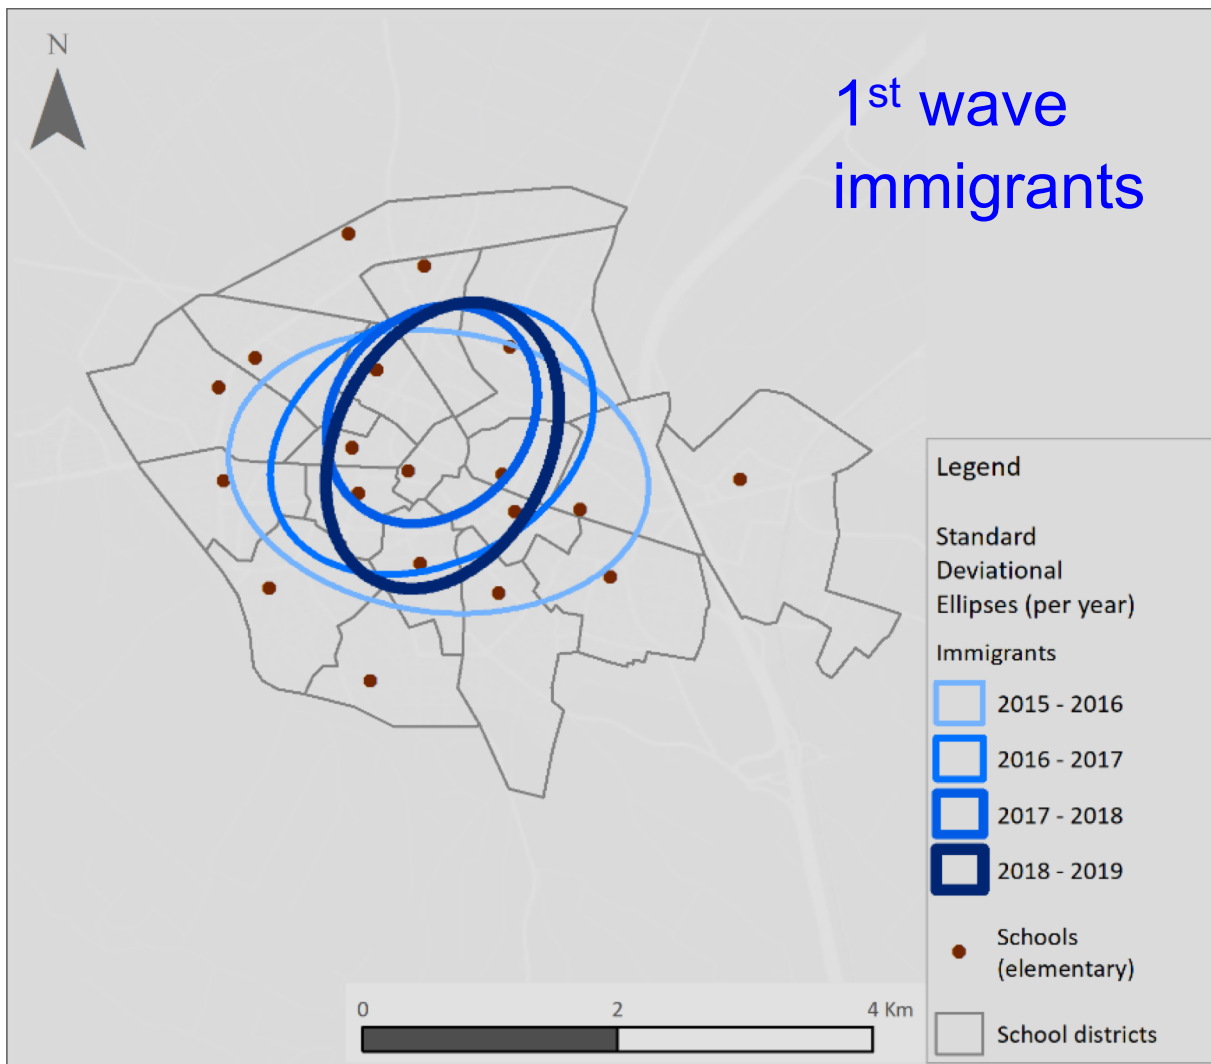 N
1st wave
immigrants
Legend
Standard
Deviational
Ellipses (per year)
Immigrants
2015 - 2016
2016 - 2017
2017 - 2018
2018 - 2019
Schools
(elementary)
School districts
0 2 4 Km